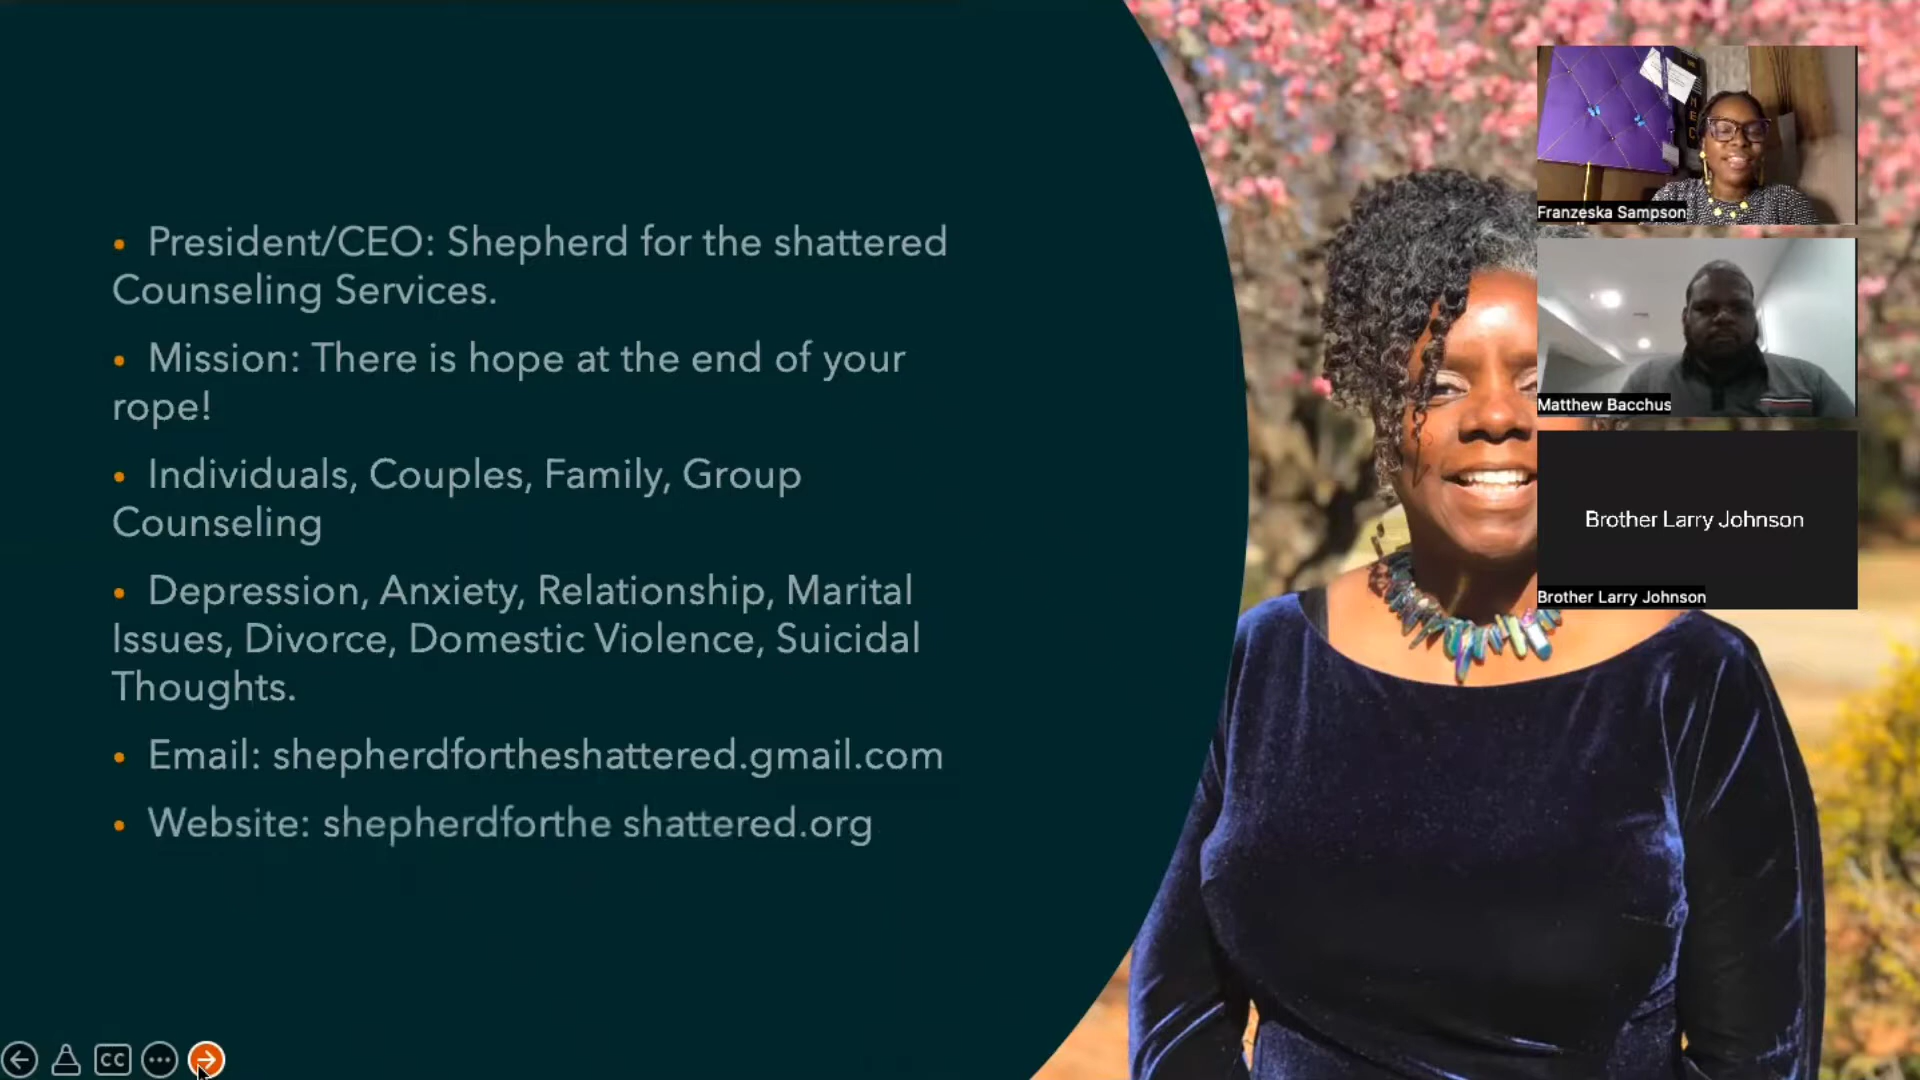 • President/CEO: Shepherd for the shattered
Counseling Services.
• Mission: There is hope at the end of your
rope!
• Individuals, Couples, Family, Group
Counseling
• Depression, Anxiety, Relationship, Marital
Issues, Divorce, Domestic Violence, Suicidal
Thoughts.
• Email: shepherdfortheshattered.gmail.com
• Website: shepherdforthe shattered.org
Franzeska Sampson
Matthew Bacchus
Brother Larry Johnson
Brother Larry Johnson
CC